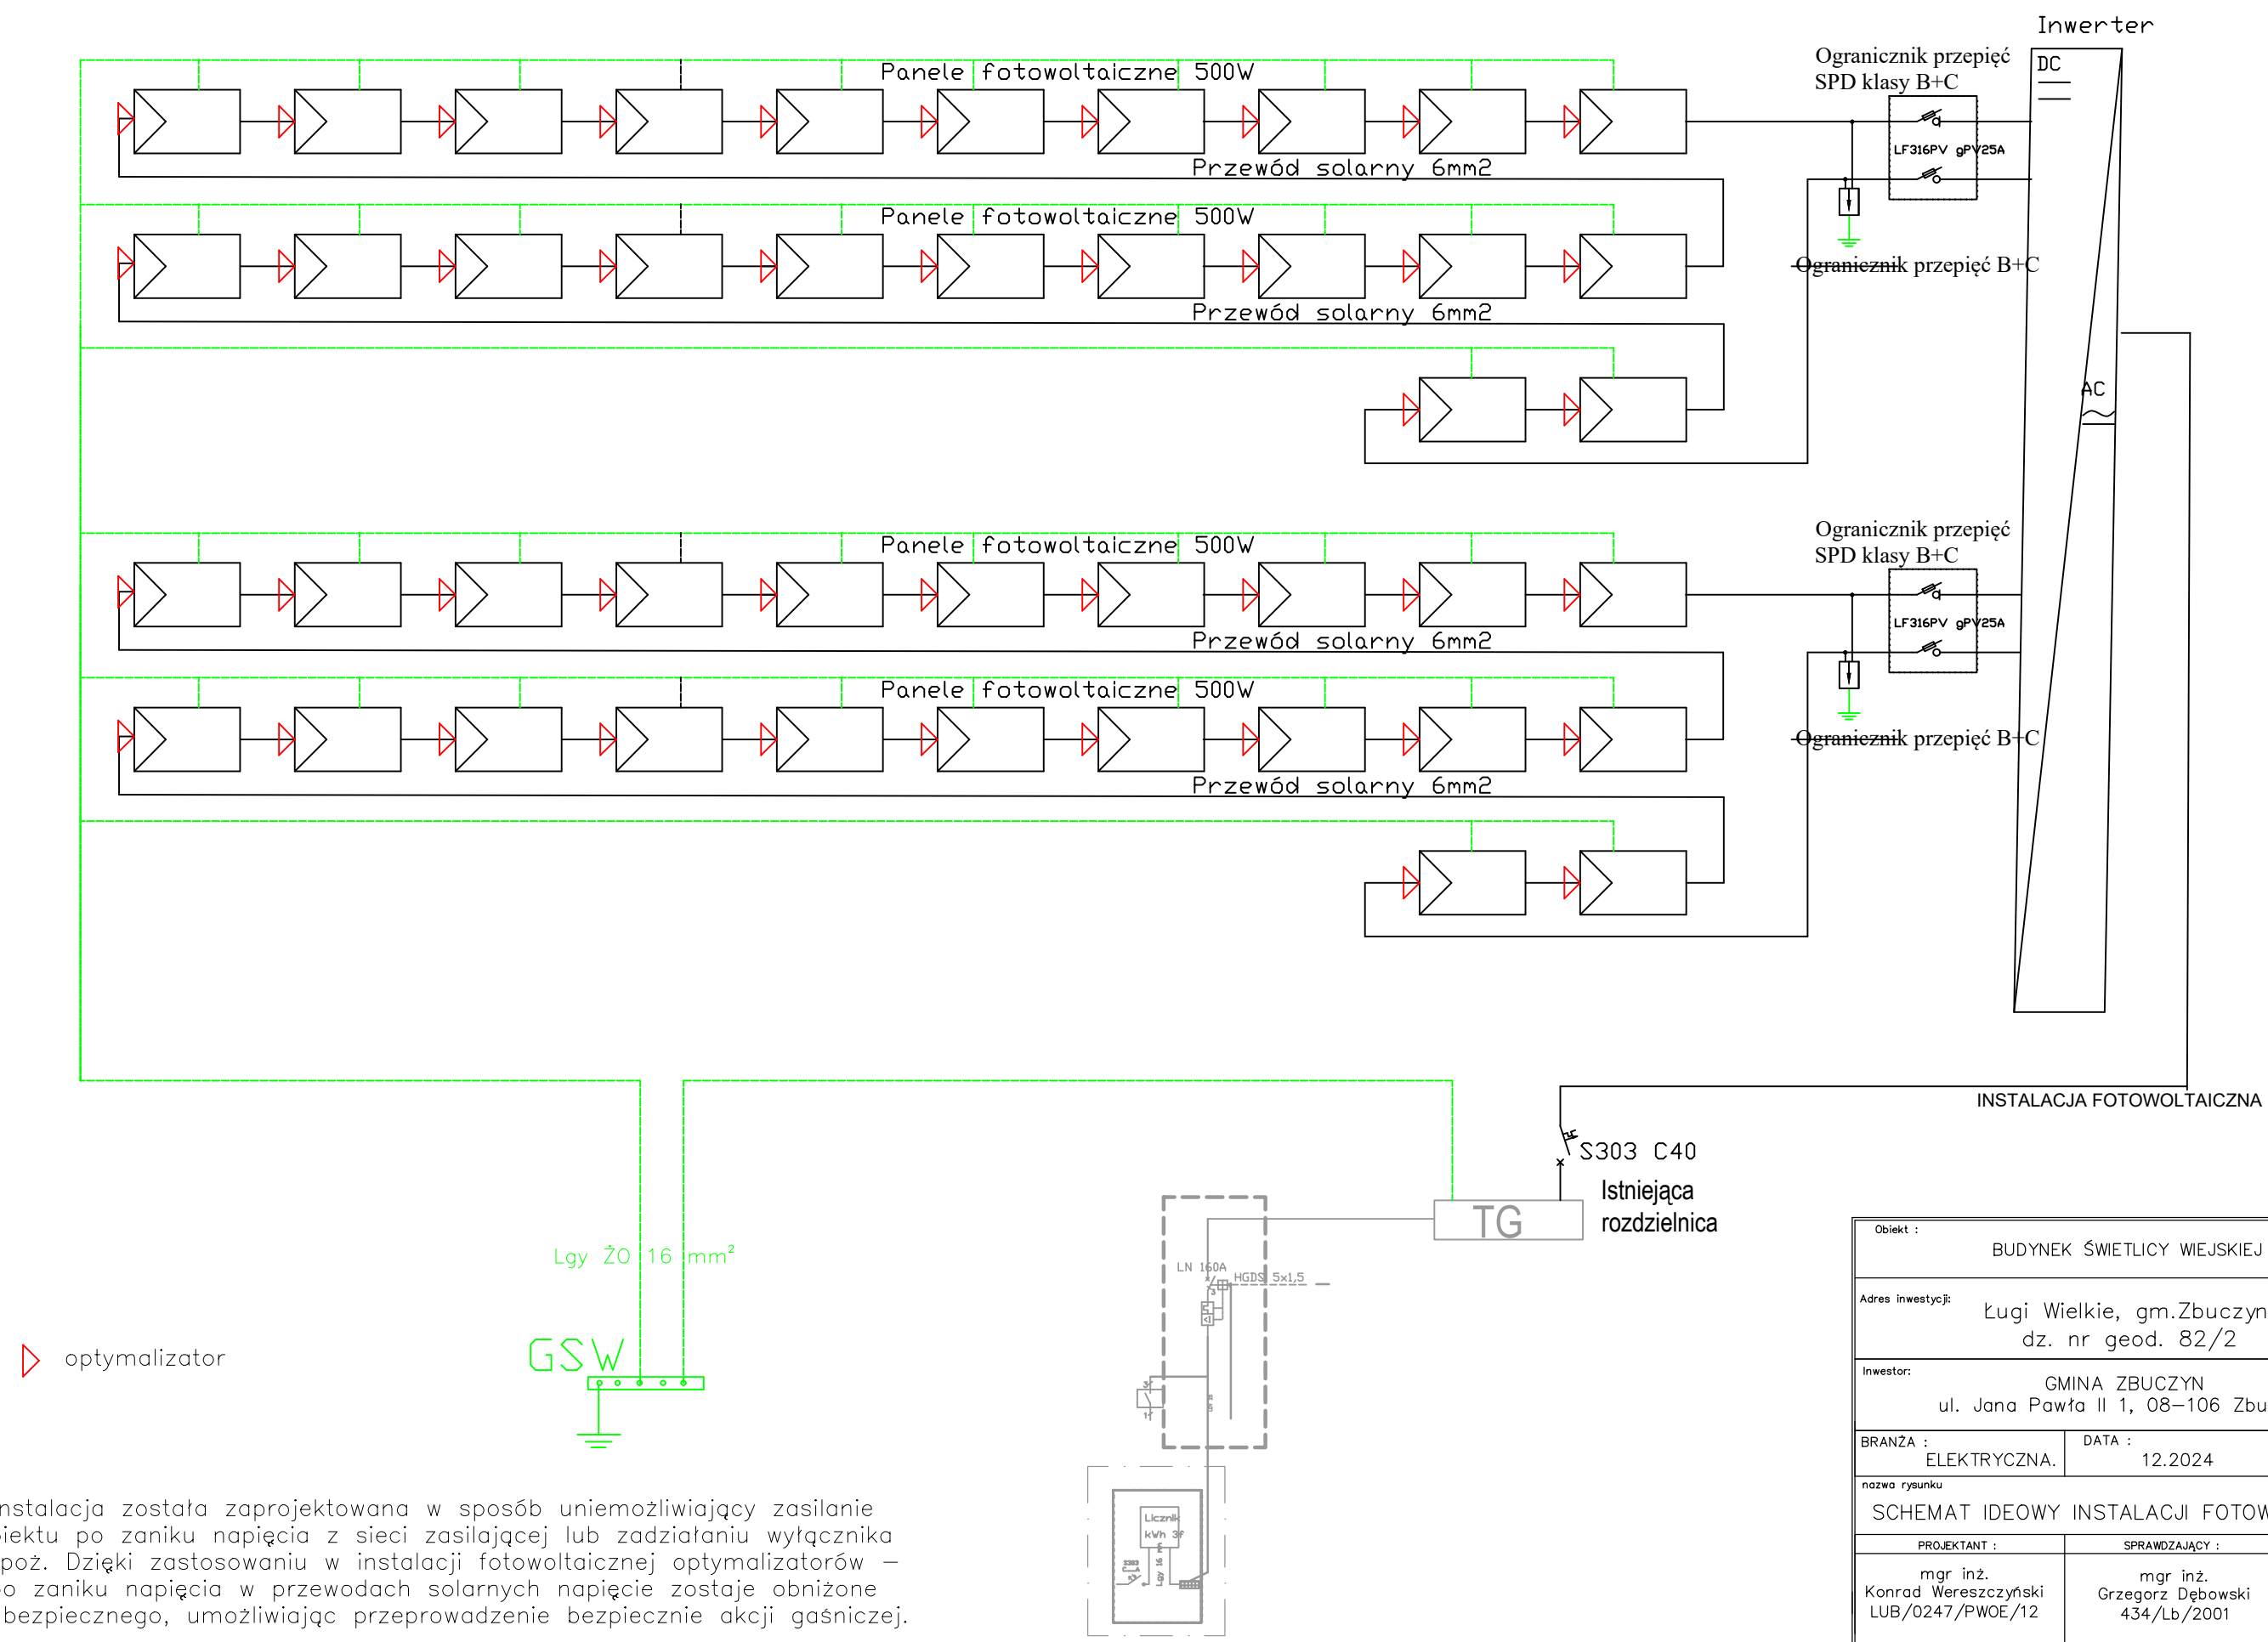 Inwerter
Ogranicznik przepięć
SPD klasy B+C
DC
Panele fotowoltaiczne 500W
LF316PV gPV25A
Przewód solarny 6mm2
Panele fotowoltaiczne 500W
Ogranicznik przepięć B+C
Przewód solarny 6mm2
AC
Ogranicznik przepięć
SPD klasy B+C
Panele fotowoltaiczne 500W
LF316PV gPV25A
Przewód solarny 6mm2
Panele fotowoltaiczne 500W
Ogranicznik przepięć B+C
Przewód solarny 6mm2
INSTALACJA FOTOWOLTAICZNA
S303 C40
Istniejąca
rozdzielnica
TG
Lgy ŻO 16 mm²
LN 160A
HGDS 5x1,5
3
optymalizator
GSW
3
1
Licznik
kWh 3f
S303
Lgy 16 mm
nstalacja została zaprojektowana w sposób uniemożliwiający zasilanie
iektu po zaniku napięcia z sieci zasilającej lub zadziałaniu wyłącznika
poż. Dzięki zastosowaniu w instalacji fotowoltaicznej optymalizatorów –
o zaniku napięcia w przewodach solarnych napięcie zostaje obniżone
bezpiecznego, umożliwiając przeprowadzenie bezpiecznie akcji gaśniczej.
Obiekt :
BUDYNEK ŚWIETLICY WIEJSKIEJ
Adres inwestycji:
Ługi Wielkie, gm.Zbuczyn
dz. nr geod. 82/2
Inwestor:
GMINA ZBUCZYN
ul. Jana Pawła II 1, 08–106 Zbu
BRANŻA :
ELEKTRYCZNA.
DATA :
12.2024
nazwa rysunku
SCHEMAT IDEOWY INSTALACJI FOTOW
PROJEKTANT :
SPRAWDZAJĄCY :
mgr inż.
Konrad Wereszczyński
LUB/0247/PWOE/12
mgr inż.
Grzegorz Dębowski
434/Lb/2001